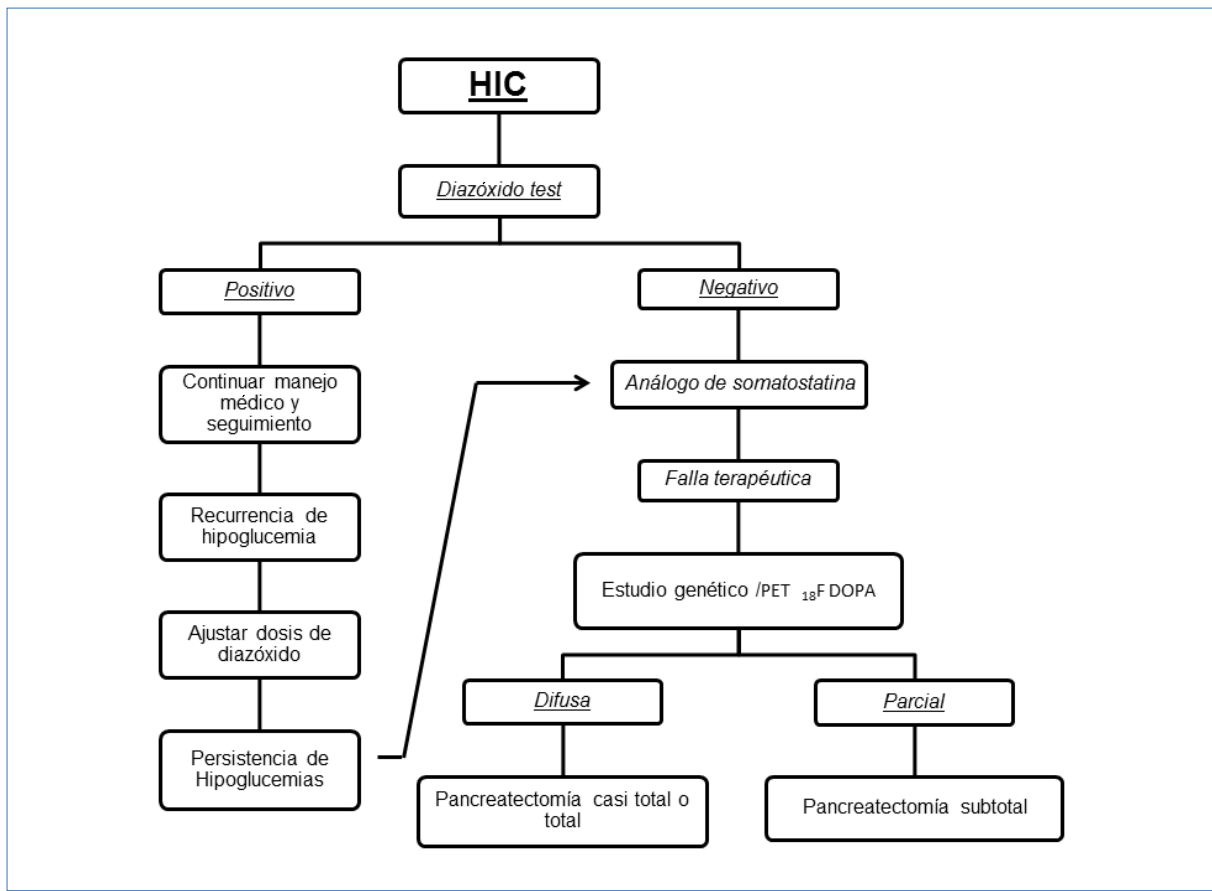 HIC
Diazóxido test
Positivo
Negativo
Continuar manejo
médico y
seguimiento
Análogo de somatostatina
Falla terapéutica
Recurrencia de
hipoglucemia
Estudio genético /PET 18F DOPA
Ajustar dosis de
diazóxido
Difusa
Parcial
Persistencia de
Hipoglucemias
Pancreatectomía casi total o
total
Pancreatectomía subtotal